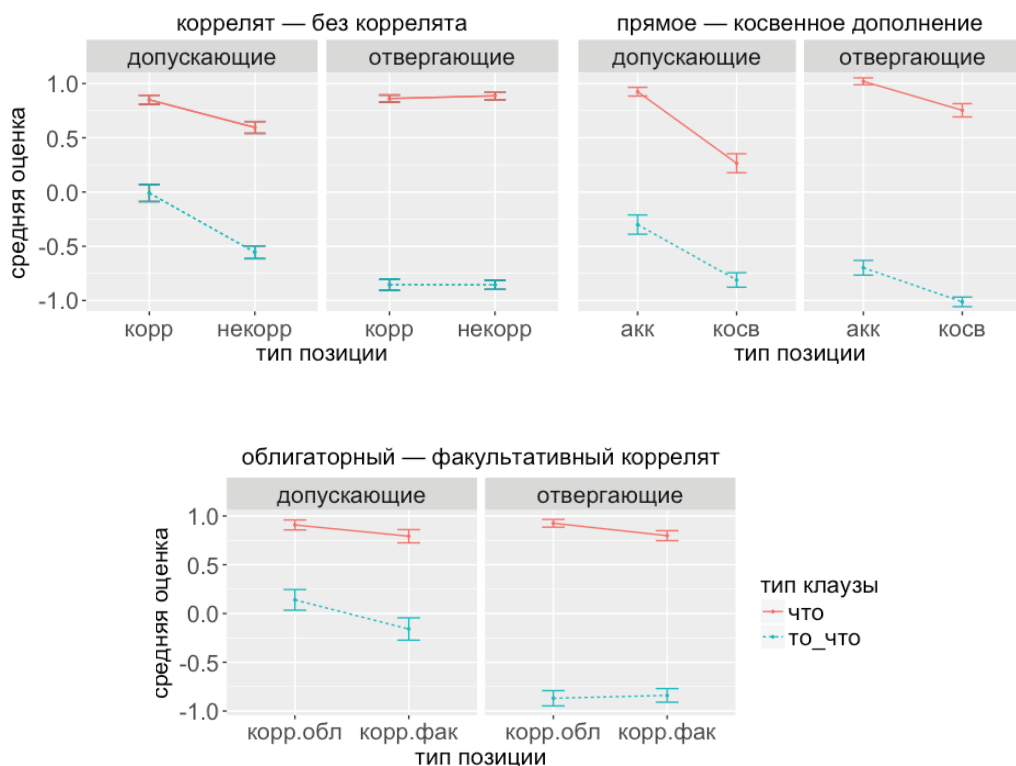 коррелят — без коррелята
допускающие отвергающие
средняя оценка
1.0
0.5
0.0
-0.5
-1.0
корр некорр корр некорр
тип позиции
прямое — косвенное дополнение
допускающие отвергающие
акк косв акк косв
тип позиции
облигаторный — факультативный коррелят
допускающие отвергающие
средняя оценка
1.0
0.5
0.0
-0.5
-1.0
корр.обл корр.фак корр.обл корр.фак
тип позиции
тип клаузы
что
то_что